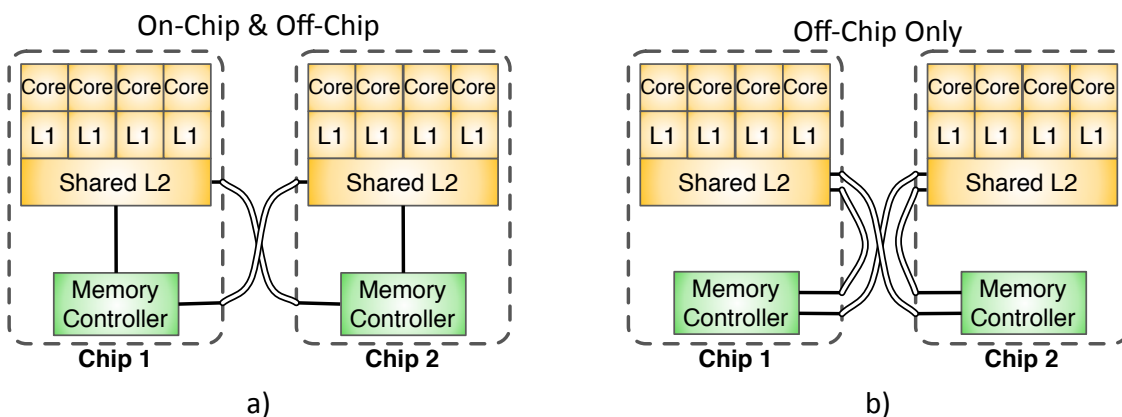 On-Chip & Off-Chip
Core Core Core Core
L1 L1 L1 L1
Shared L2
Memory
Controller
Chip 1
Core Core Core Core
L1 L1 L1 L1
Shared L2
Memory
Controller
Chip 2
a)
Off-Chip Only
Core Core Core Core
L1 L1 L1 L1
Shared L2
Memory
Controller
Chip 1
Core Core Core Core
L1 L1 L1 L1
Shared L2
Memory
Controller
Chip 2
b)